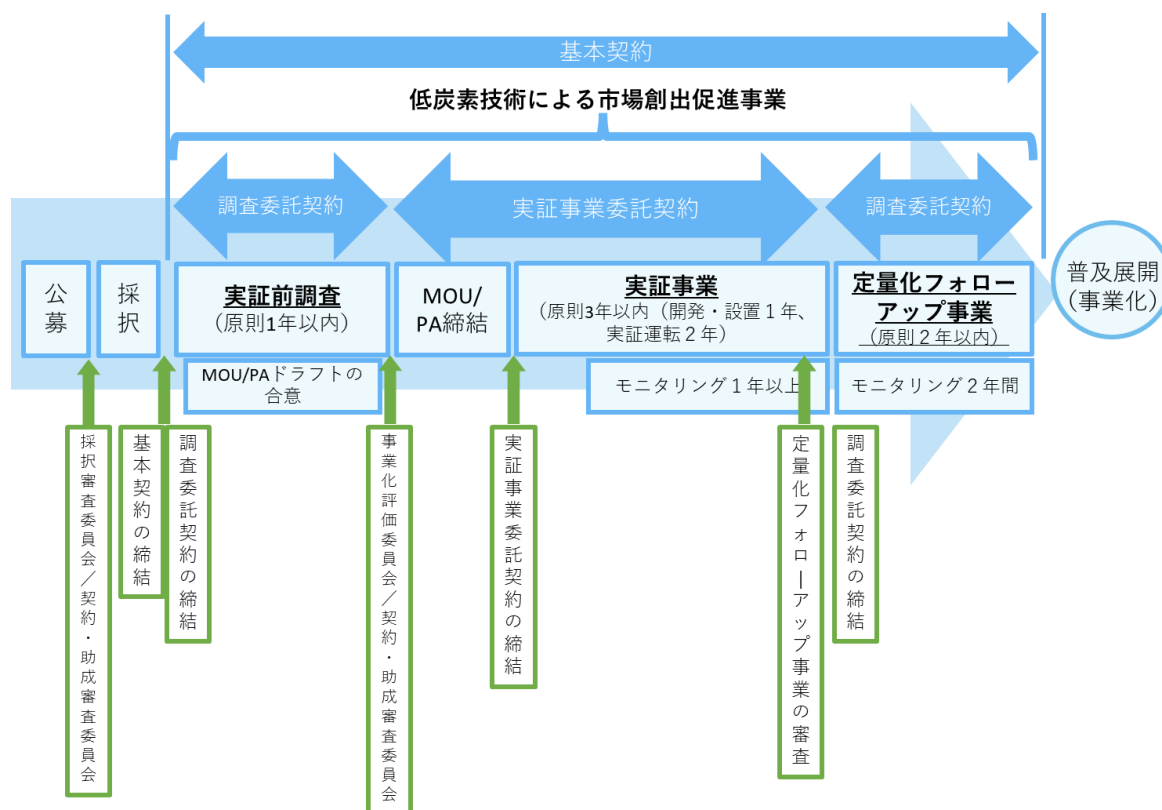 基本契約
低炭素技術による市場創出促進事業
調査委託契約
実証事業委託契約
調査委託契約
公募
採択
実証前調査
(原則1年以内)
MOU/
PA締結
実証事業
(原則3年以内（開発・設置１年、
実証運転２年）
定量化フォロー
アップ事業
（原則２年以内）
普及展開
(事業化)
MOU/PAドラフトの
合意
モニタリング１年以上
モニタリング２年間
採択審査委員会／契約・助成審査委員会
基本契約の締結
調査委託契約の締結
事業化評価委員会／契約・助成審査委員会
実証事業委託契約の締結
定量化フォローアップ事業の審査
調査委託契約の締結